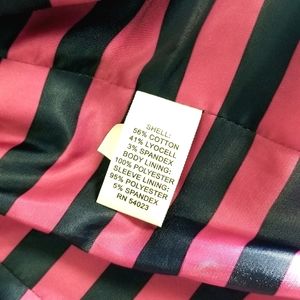 SHELL:
56% COTTON
41% LYOCELL
3% SPANDEX
BODY LINING:
100% POLYESTER
SLEEVE LINING:
95% POLYESTER
5% SPANDEX
RN 54023